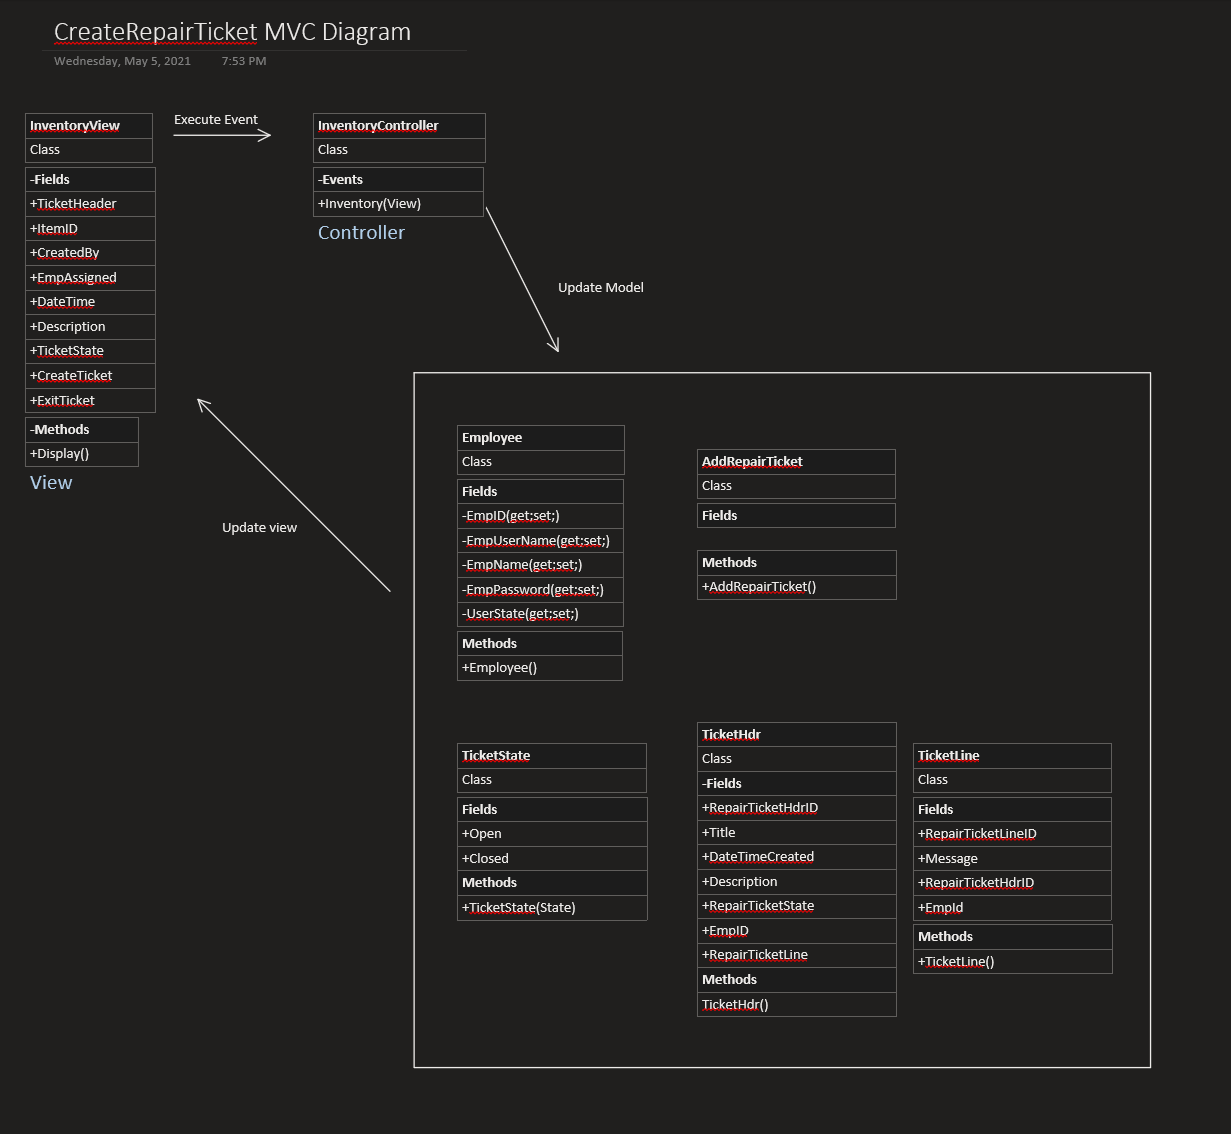 CreateRepairTicket MVC Diagram
Wednesday, May 5, 2021 7:53 PM
InventoryView
Class
-Fields
+TicketHeader
+ItemID
+CreatedBy
+EmpAssigned
+DateTime
+Description
+TicketState
+CreateTicket
+ExitTicket
-Methods
+Display()
View
Execute Event
InventoryController
Class
-Events
+Inventory(View)
Controller
Update Model
Update view
Employee
Class
Fields
-EmpID(get;set;)
-EmpUserName(get;set;)
-EmpName(get;set;)
-EmpPassword(get;set;)
-UserState(get;set;)
Methods
+Employee()
AddRepairTicket
Class
Fields
Methods
+AddRepairTicket()
TicketState
Class
Fields
+Open
+Closed
Methods
+TicketState(State)
TicketHdr
Class
-Fields
+RepairTicketHdrID
+Title
+DateTimeCreated
+Description
+RepairTicketState
+EmpID
+RepairTicketLine
Methods
TicketHdr()
TicketLine
Class
Fields
+RepairTicketLineID
+Message
+RepairTicketHdrID
+EmpId
Methods
+TicketLine()